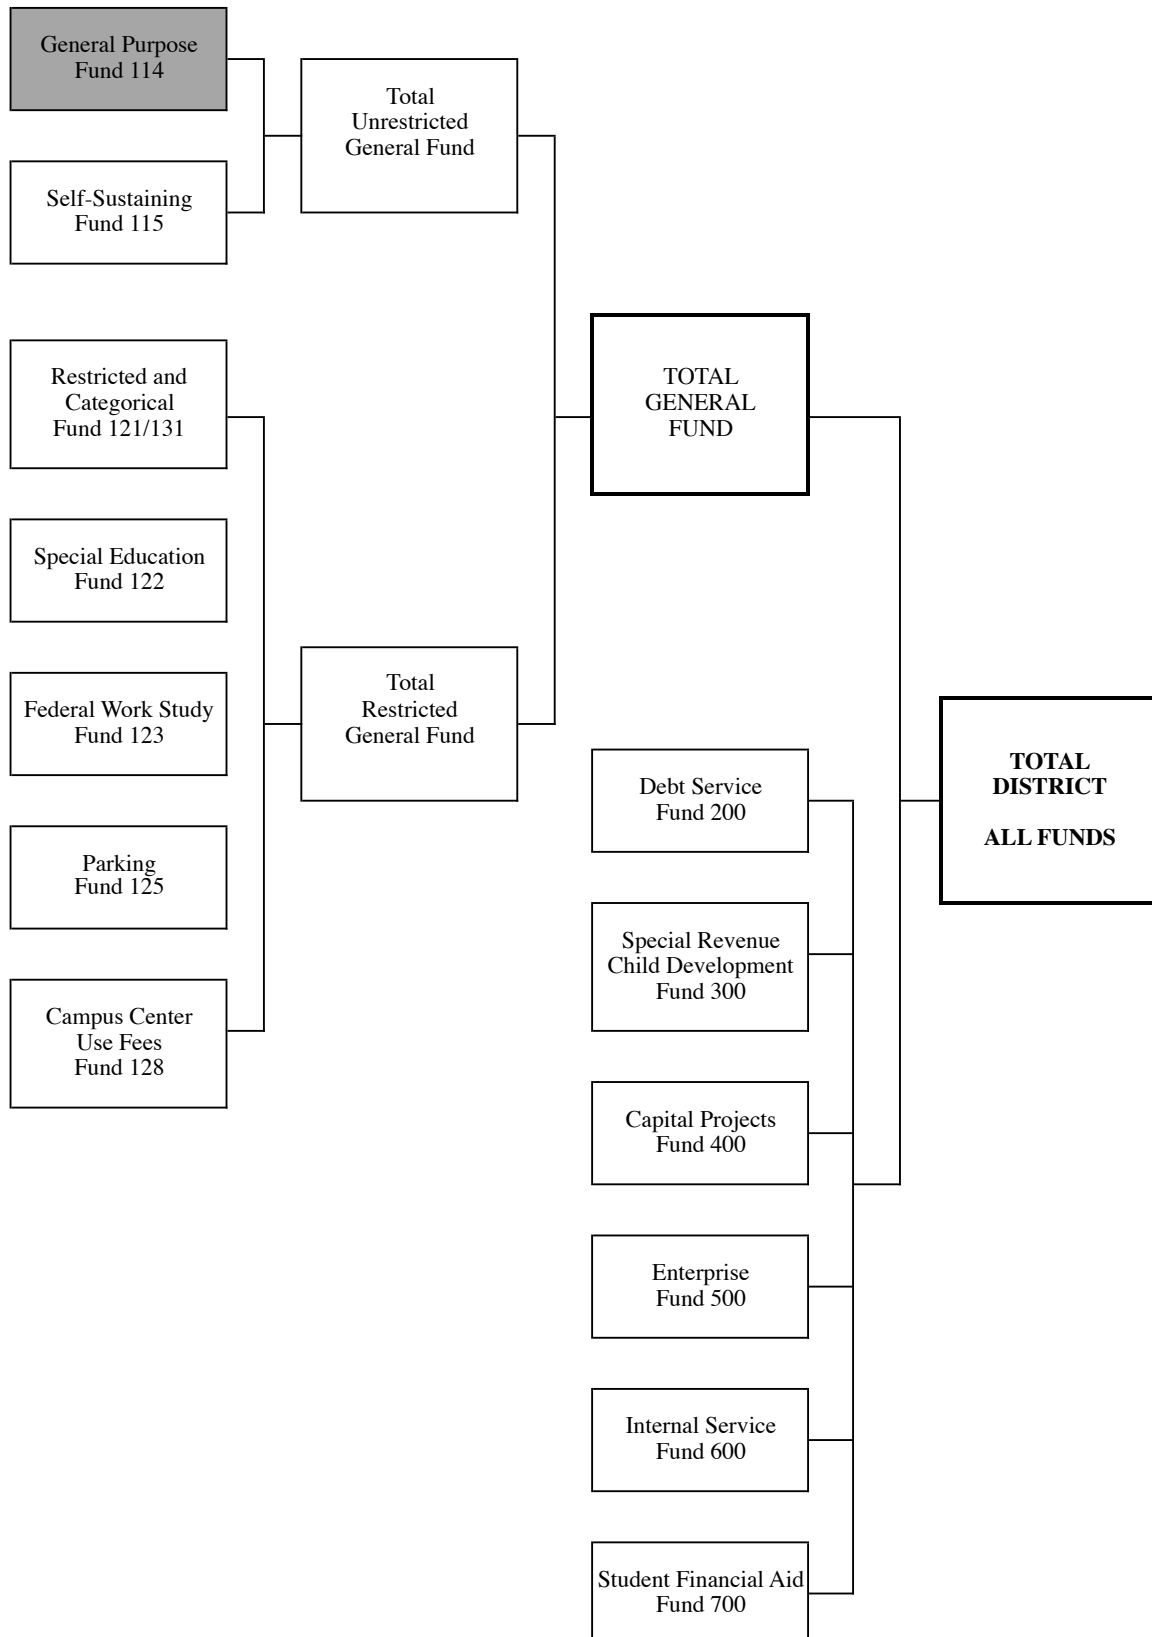 General Purpose
Fund 114
Total
Unrestricted
General Fund
Self-Sustaining
Fund 115
Restricted and
Categorical
Fund 121/131
TOTAL
GENERAL
FUND
Special Education
Fund 122
Total
Restricted
General Fund
Federal Work Study
Fund 123
TOTAL
DISTRICT
ALL FUNDS
Debt Service
Fund 200
Parking
Fund 125
Special Revenue
Child Development
Fund 300
Campus Center
Use Fees
Fund 128
Capital Projects
Fund 400
Enterprise
Fund 500
Internal Service
Fund 600
Student Financial Aid
Fund 700